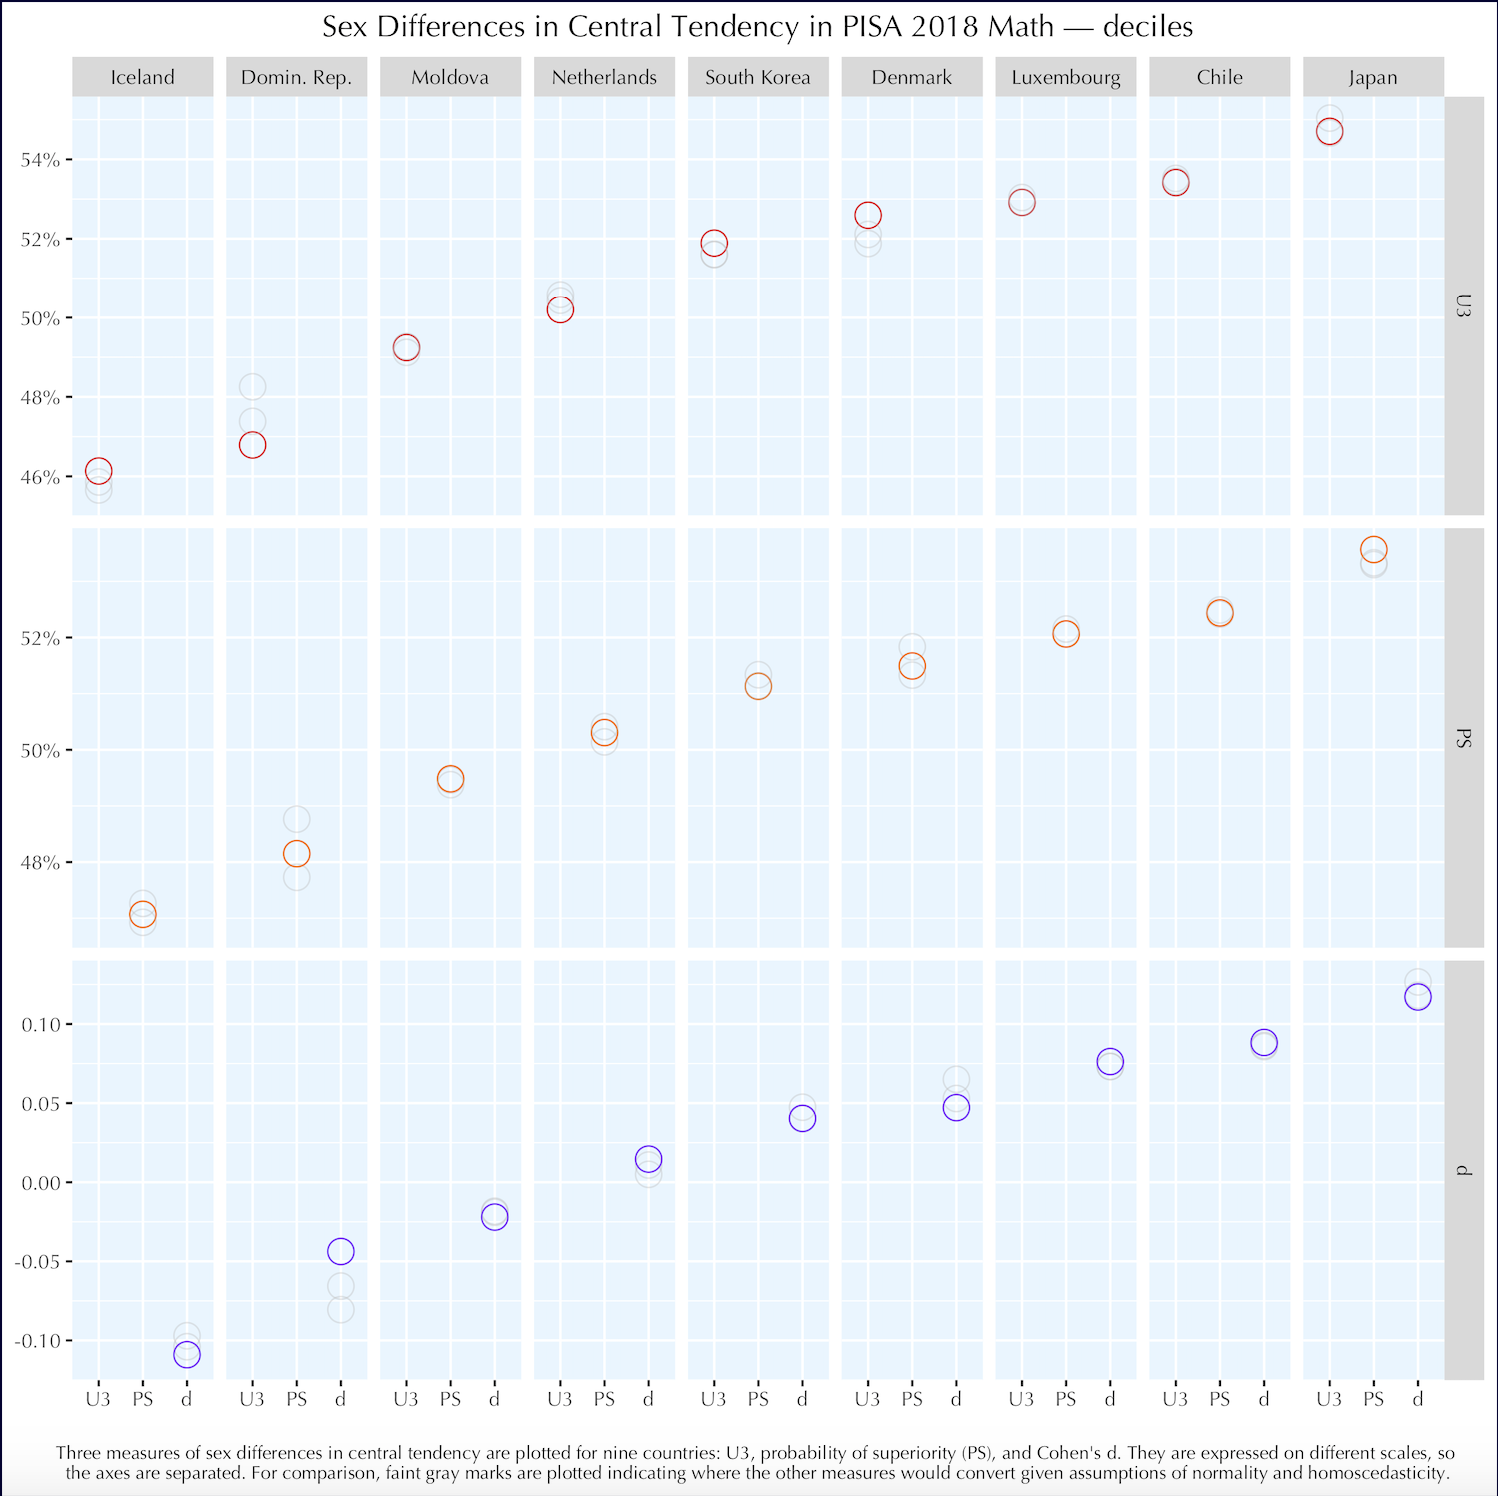 Sex Differences in Central Tendency in PISA 2018 Math — deciles
Iceland Domin. Rep. Moldova Netherlands South Korea Denmark Luxembourg Chile Japan
54%
52%
50%
48%
46%
U3
52%
50%
48%
PS
0.10
0.05
0.00
-0.05
-0.10
d
U3 PS d U3 PS d U3 PS d U3 PS d U3 PS d U3 PS d U3 PS d U3 PS d U3 PS d
Three measures of sex differences in central tendency are plotted for nine countries: U3, probability of superiority (PS), and Cohen's d. They are expressed on different scales, so
the axes are separated. For comparison, faint gray marks are plotted indicating where the other measures would convert given assumptions of normality and homoscedasticity.